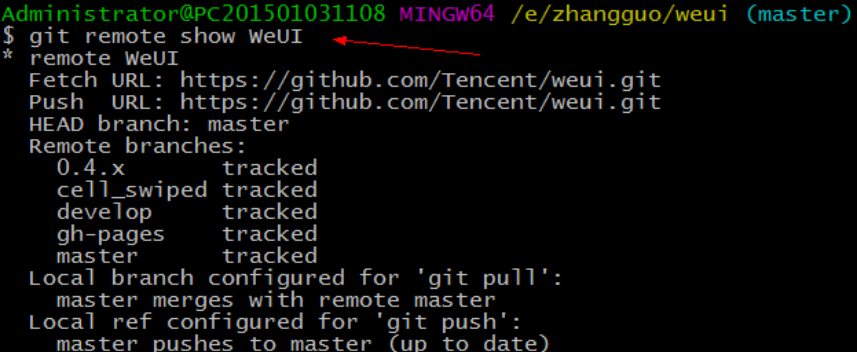 Administrator@PC201501031108 MINGW64 /e/zhangguo/weui (master)
$ git remote show WeUI
* remote WeUI
  Fetch URL: https://github.com/Tencent/weui.git
  Push  URL: https://github.com/Tencent/weui.git
  HEAD branch: master
  Remote branches:
    0.4.x       tracked
    cell_swiped tracked
    develop     tracked
    gh-pages    tracked
    master      tracked
  Local branch configured for 'git pull':
    master merges with remote master
  Local ref configured for 'git push':
    master pushes to master (up to date)